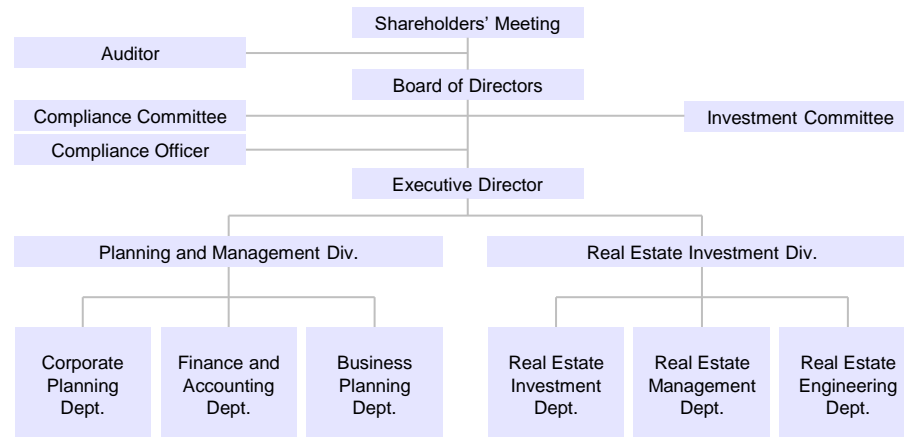 Shareholders’ Meeting
Auditor
Board of Directors
Compliance Committee
Investment Committee
Compliance Officer
Executive Director
Planning and Management Div.
Real Estate Investment Div.
Corporate
Planning
Dept.
Finance and
Accounting
Dept.
Business
Planning
Dept.
Real Estate
Investment
Dept.
Real Estate
Management
Dept.
Real Estate
Engineering
Dept.